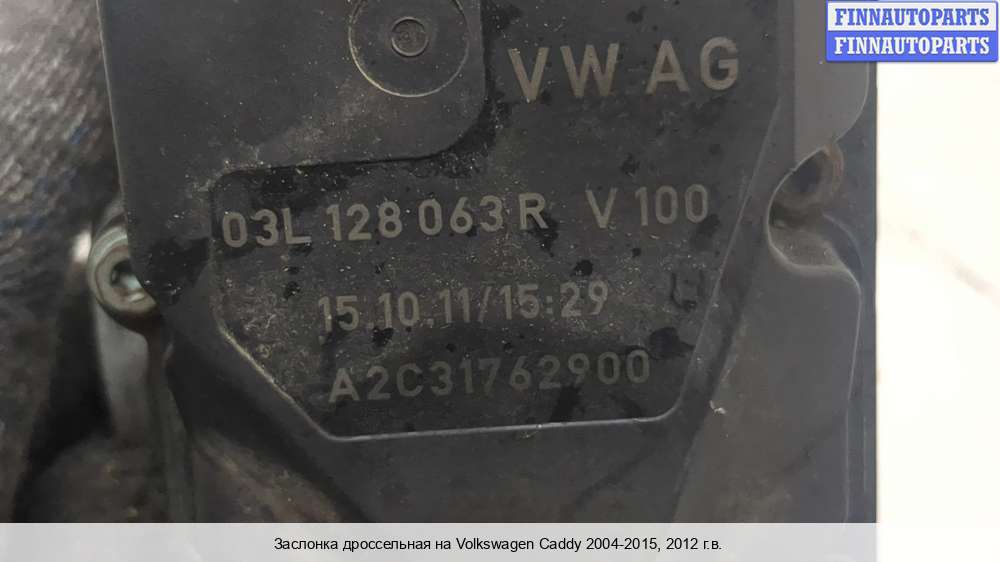 FINNAUTOPARTS
FINNAUTOPARTS
VW AG
03L 128 063 R V 100
15.10.11/15:29
A2C31762900
Заслонка дроссельная на Volkswagen Caddy 2004-2015, 2012 г.в.